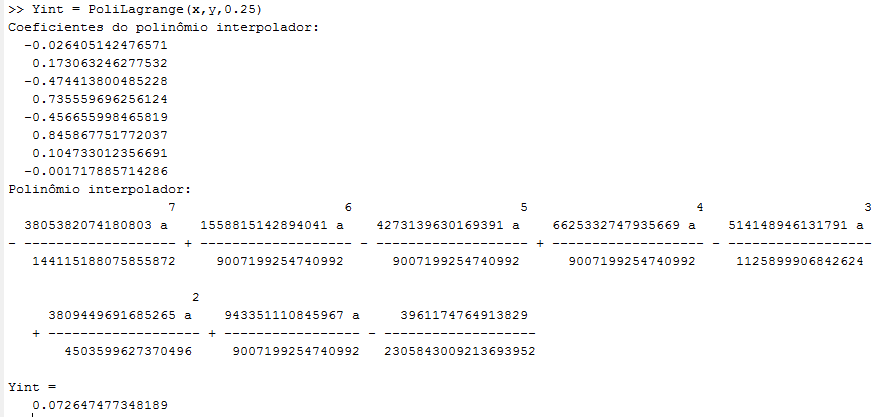 >> Yint = PoliLagrange(x,y,0.25)
Coeficientes do polinômio interpolador:
-0.026405142476571
0.173063246277532
-0.474413800485228
0.735559696256124
-0.456655998465819
0.845867751772037
0.104733012356691
-0.001717885714286
Polinômio interpolador:
7 6 5 4 3
3805382074180803 a 1558815142894041 a 4273139630169391 a 6625332747935669 a 514148946131791 a
- ------------------ + ------------------ - ------------------ + ------------------ - -----------------
144115188075855872 9007199254740992 9007199254740992 9007199254740992 1125899906842624
2
3809449691685265 a 943351110845967 a 3961174764913829
+ ------------------ + ----------------- - -------------------
4503599627370496 9007199254740992 2305843009213693952
Yint =
0.072647477348189